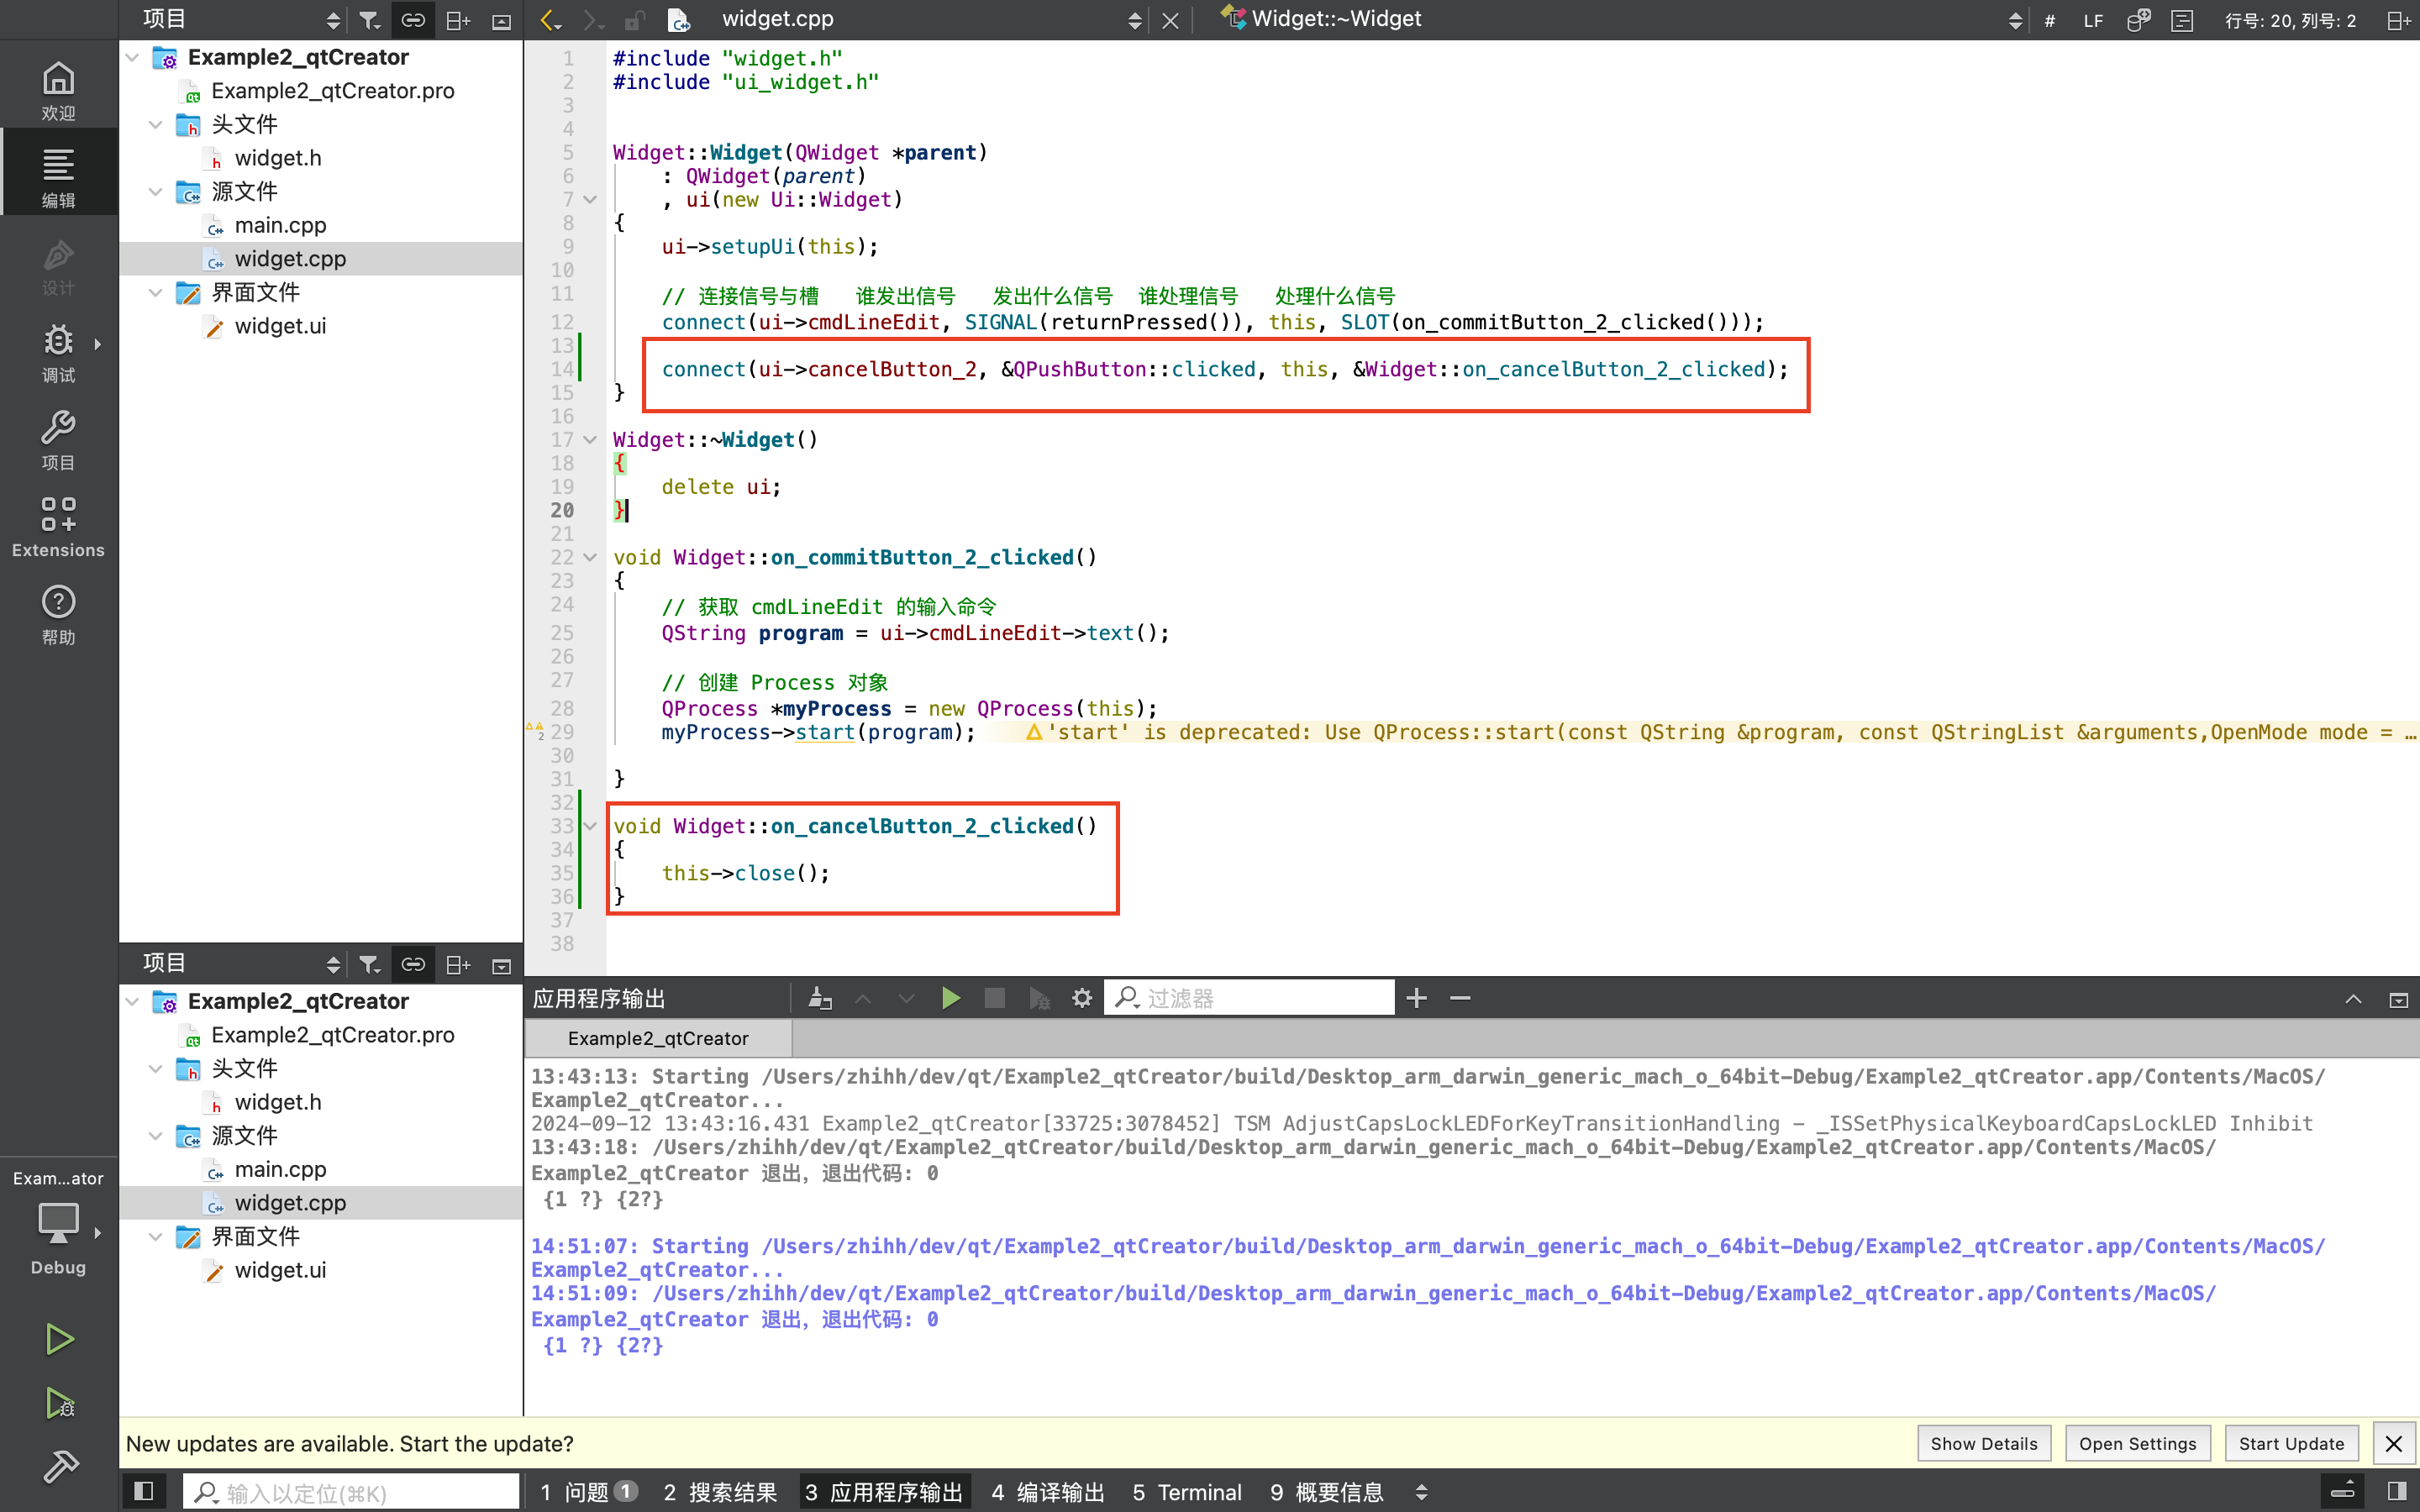 项目
widget.cpp
Widget::~Widget
#
LF
行号: 20, 列号: 2
欢迎
编辑
设计
调试
项目
Extensions
帮助
Exam...ator
Debug
Example2_qtCreator
Example2_qtCreator.pro
头文件
widget.h
源文件
main.cpp
widget.cpp
界面文件
widget.ui
1 #include "widget.h"
2 #include "ui_widget.h"
3
4
5 Widget::Widget(QWidget *parent)
6     : QWidget(parent)
7     , ui(new Ui::Widget)
8 {
9     ui->setupUi(this);
10
11     // 连接信号与槽   谁发出信号   发出什么信号  谁处理信号   处理什么信号
12     connect(ui->cmdLineEdit, SIGNAL(returnPressed()), this, SLOT(on_commitButton_2_clicked()));
13
14     connect(ui->cancelButton_2, &QPushButton::clicked, this, &Widget::on_cancelButton_2_clicked);
15 }
16
17 Widget::~Widget()
18 {
19     delete ui;
20 }
21
22 void Widget::on_commitButton_2_clicked()
23 {
24     // 获取 cmdLineEdit 的输入命令
25     QString program = ui->cmdLineEdit->text();
26
27     // 创建 Process 对象
28     QProcess *myProcess = new QProcess(this);
2 29     myProcess->start(program);    'start' is deprecated: Use QProcess::start(const QString &program, const QStringList &arguments,OpenMode mode = …
30
31 }
32
33 void Widget::on_cancelButton_2_clicked()
34 {
35     this->close();
36 }
37
38
项目
Example2_qtCreator
Example2_qtCreator.pro
头文件
widget.h
源文件
main.cpp
widget.cpp
界面文件
widget.ui
应用程序输出
过滤器
Example2_qtCreator
13:43:13: Starting /Users/zhihh/dev/qt/Example2_qtCreator/build/Desktop_arm_darwin_generic_mach_o_64bit-Debug/Example2_qtCreator.app/Contents/MacOS/
Example2_qtCreator...
2024-09-12 13:43:16.431 Example2_qtCreator[33725:3078452] TSM AdjustCapsLockLEDForKeyTransitionHandling - _ISSetPhysicalKeyboardCapsLockLED Inhibit
13:43:18: /Users/zhihh/dev/qt/Example2_qtCreator/build/Desktop_arm_darwin_generic_mach_o_64bit-Debug/Example2_qtCreator.app/Contents/MacOS/
Example2_qtCreator 退出，退出代码: 0
{1 ?} {2?}
14:51:07: Starting /Users/zhihh/dev/qt/Example2_qtCreator/build/Desktop_arm_darwin_generic_mach_o_64bit-Debug/Example2_qtCreator.app/Contents/MacOS/
Example2_qtCreator...
14:51:09: /Users/zhihh/dev/qt/Example2_qtCreator/build/Desktop_arm_darwin_generic_mach_o_64bit-Debug/Example2_qtCreator.app/Contents/MacOS/
Example2_qtCreator 退出，退出代码: 0
{1 ?} {2?}
New updates are available. Start the update?
Show Details
Open Settings
Start Update
输入以定位(⌘K)
1 问题 1
2 搜索结果
3 应用程序输出
4 编译输出
5 Terminal
9 概要信息